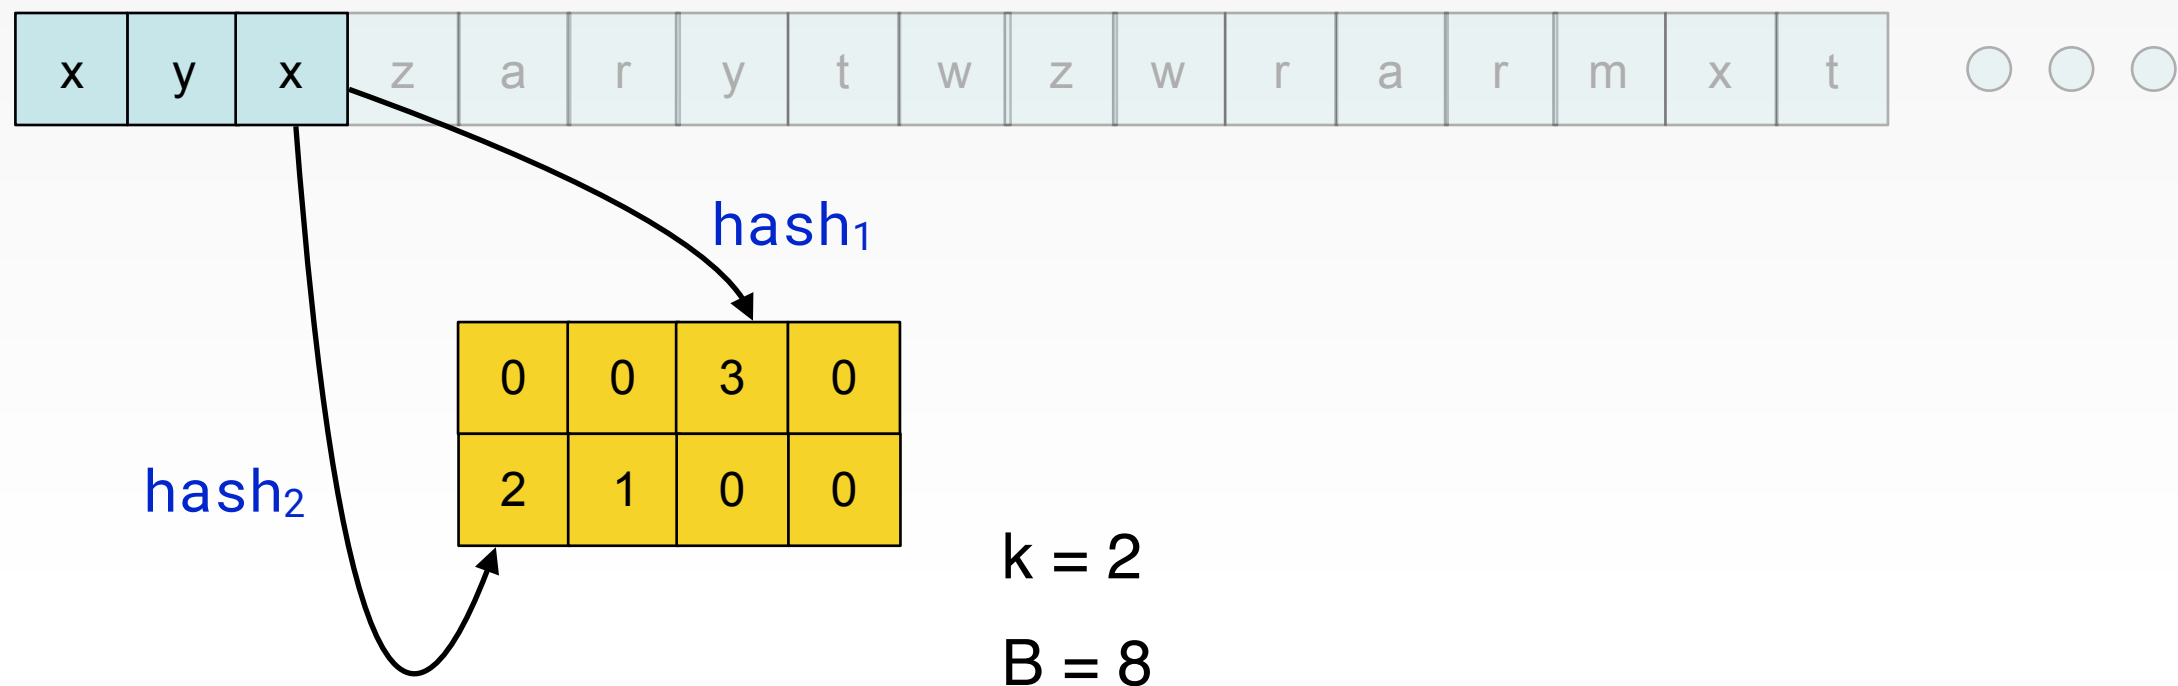 x y x z a r y t w z w r a r m x t
hash₁
0 0 3 0
2 1 0 0
hash₂
k = 2
B = 8